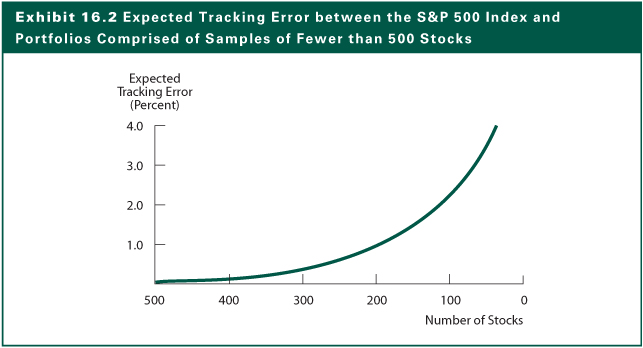 Exhibit 16.2 Expected Tracking Error between the S&P 500 Index and
Portfolios Comprised of Samples of Fewer than 500 Stocks
Expected
Tracking Error
(Percent)
4.0
3.0
2.0
1.0
500 400 300 200 100 0
Number of Stocks